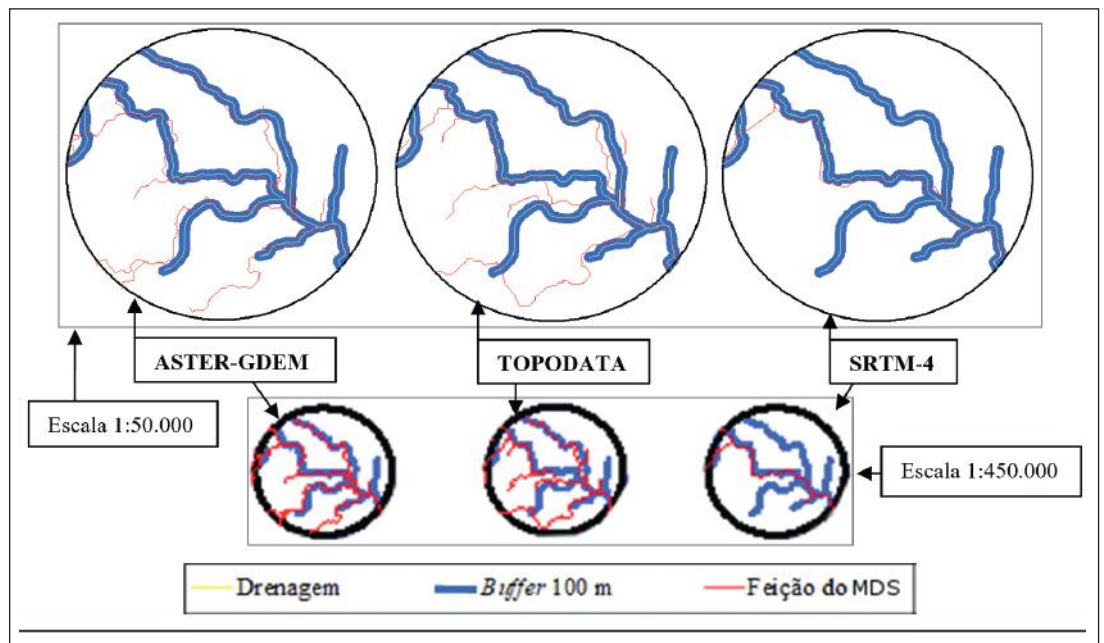 ASTER-GDEM
TOPODATA
SRTM-4
Escala 1:50.000
Escala 1:450.000
Drenagem
Buffer 100 m
Feição do MDS